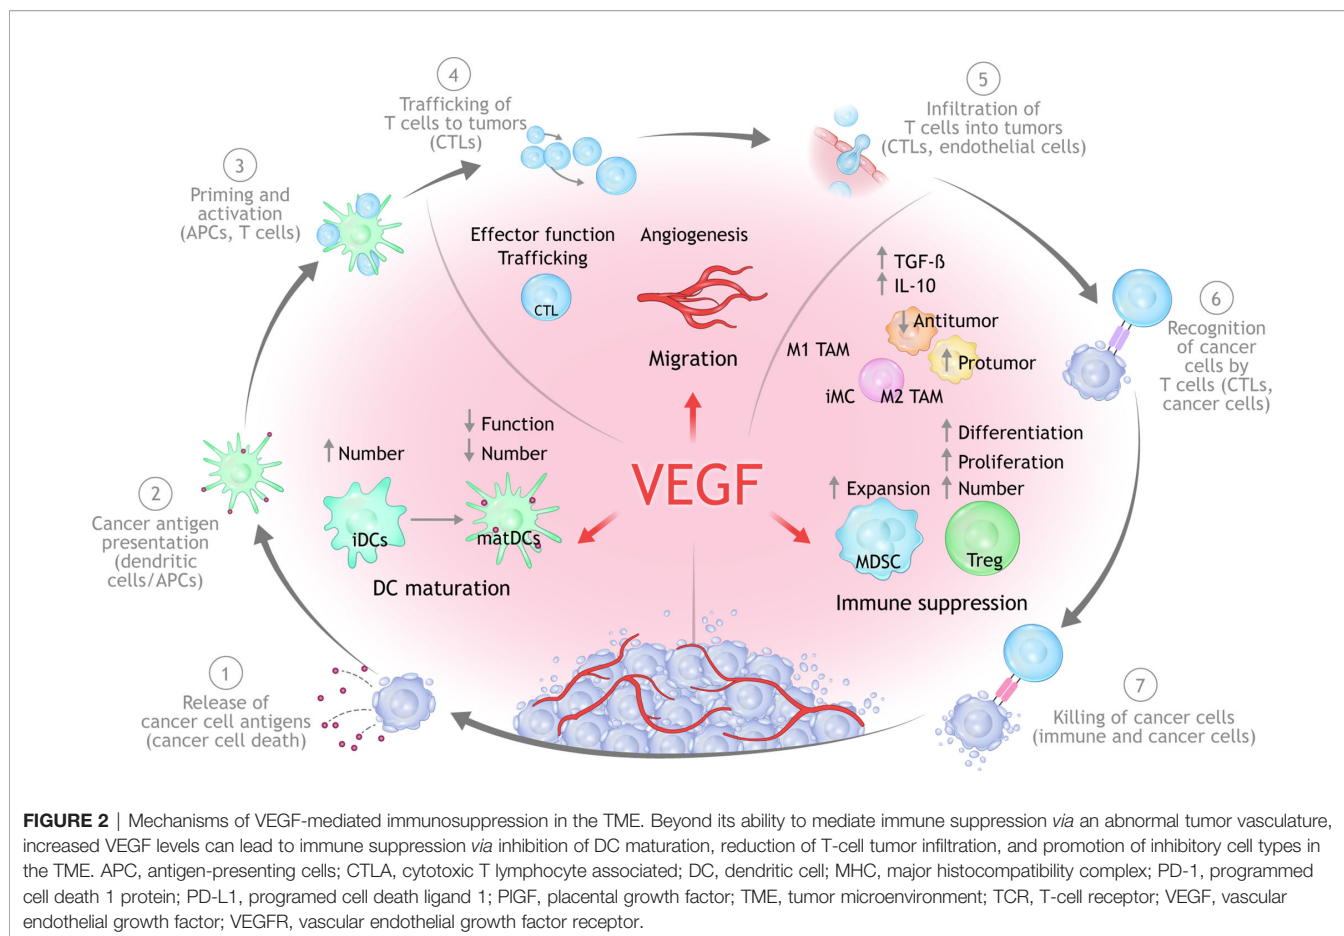 1
Release of
cancer cell antigens
(cancer cell death)
2
Cancer antigen
presentation
(dendritic
cells/APCs)
3
Priming and
activation
(APCs, T cells)
4
Trafficking of
T cells to tumors
(CTLs)
5
Infiltration of
T cells into tumors
(CTLs, endothelial cells)
6
Recognition
of cancer
cells by
T cells (CTLs,
cancer cells)
7
Killing of cancer cells
(immune and cancer cells)
Effector function
Trafficking
CTL
Angiogenesis
Migration
↑ TGF-ß
↑ IL-10
↓ Antitumor
M1 TAM
↑ Protumor
iMC
M2 TAM
↑ Number
iDCs
↓ Function
↓ Number
matDCs
DC maturation
VEGF
↑ Differentiation
↑ Proliferation
↑ Number
↑ Expansion
MDSC
Treg
Immune suppression
FIGURE 2 | Mechanisms of VEGF-mediated immunosuppression in the TME. Beyond its ability to mediate immune suppression via an abnormal tumor vasculature,
increased VEGF levels can lead to immune suppression via inhibition of DC maturation, reduction of T-cell tumor infiltration, and promotion of inhibitory cell types in
the TME. APC, antigen-presenting cells; CTLA, cytotoxic T lymphocyte associated; DC, dendritic cell; MHC, major histocompatibility complex; PD-1, programmed
cell death 1 protein; PD-L1, programed cell death ligand 1; PlGF, placental growth factor; TME, tumor microenvironment; TCR, T-cell receptor; VEGF, vascular
endothelial growth factor; VEGFR, vascular endothelial growth factor receptor.